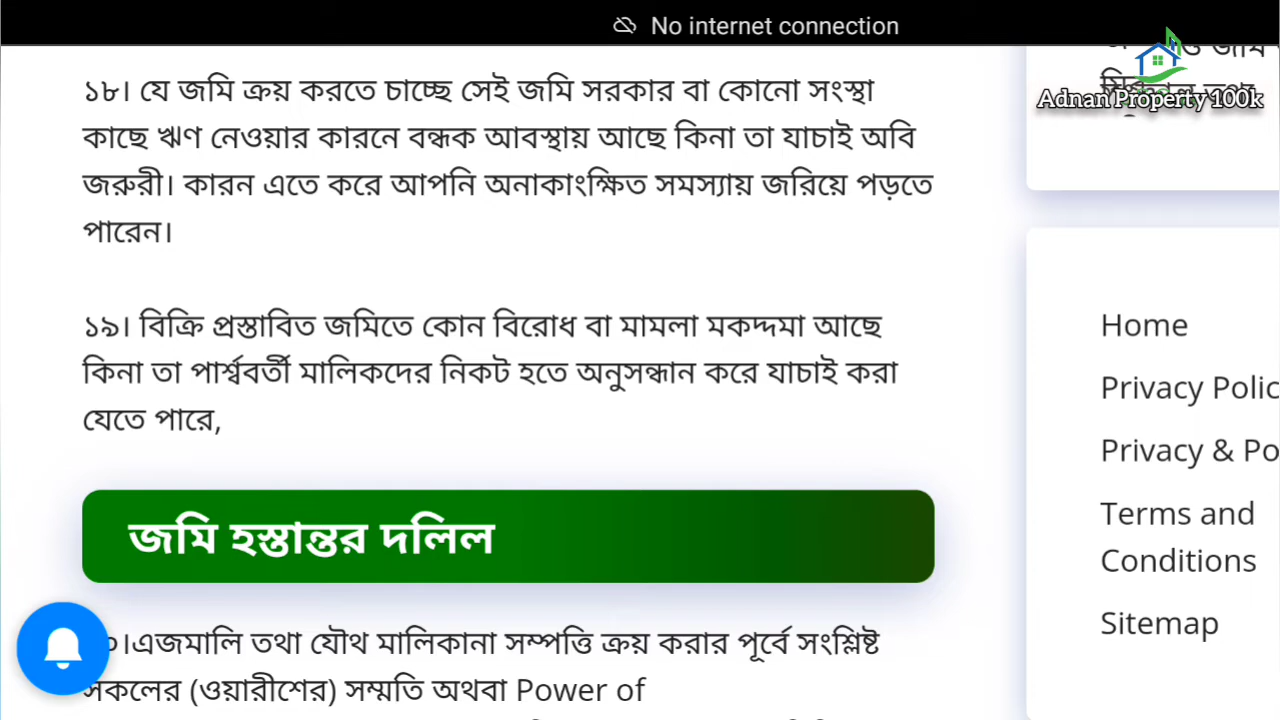 No internet connection
Adnan Property 100k
১৮। যে জমি ক্রয় করতে চাচ্ছে সেই জমি সরকার বা কোনো সংস্থা
কাছে ঋণ নেওয়ার কারনে বন্ধক আবস্থায় আছে কিনা তা যাচাই অবি
জরুরী। কারন এতে করে আপনি অনাকাংক্ষিত সমস্যায় জরিয়ে পড়তে
পারেন।
১৯। বিক্রি প্রস্তাবিত জমিতে কোন বিরোধ বা মামলা মকদ্দমা আছে
কিনা তা পার্শ্ববর্তী মালিকদের নিকট হতে অনুসন্ধান করে যাচাই করা
যেতে পারে,
জমি হস্তান্তর দলিল
০।এজমালি তথা যৌথ মালিকানা সম্পত্তি ক্রয় করার পূর্বে সংশ্লিষ্ট
সকলের (ওয়ারীশের) সম্মতি অথবা Power of
Home
Privacy Polic
Privacy & Po
Terms and
Conditions
Sitemap